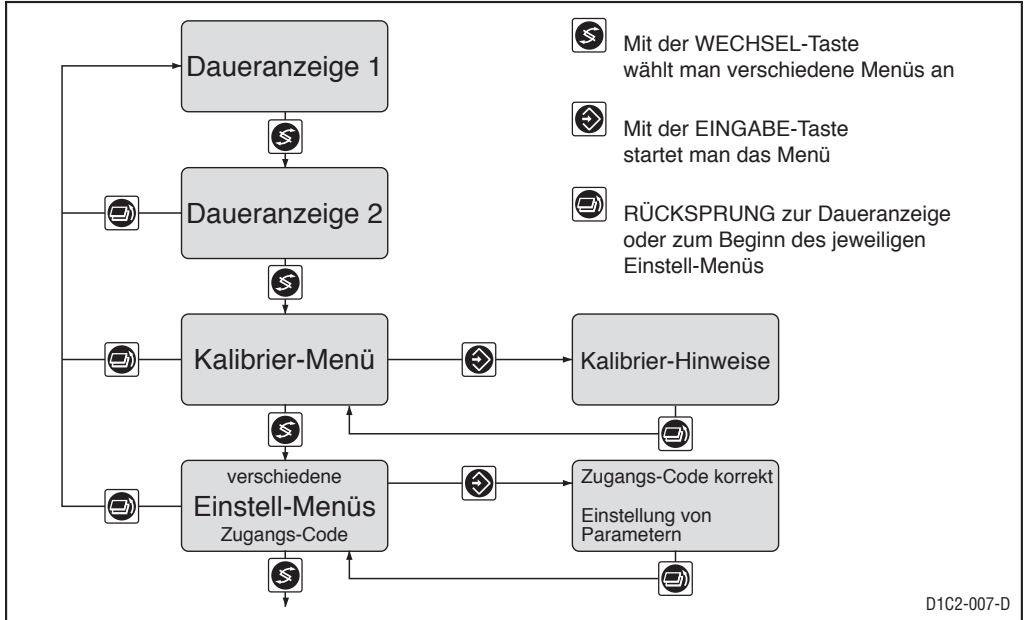 Daueranzeige 1
Mit der WECHSEL-Taste
wählt man verschiedene Menüs an
Mit der EINGABE-Taste
startet man das Menü
Daueranzeige 2
RÜCKSPRUNG zur Daueranzeige
oder zum Beginn des jeweiligen
Einstell-Menüs
Kalibrier-Menü
Kalibrier-Hinweise
verschiedene
Einstell-Menüs
Zugangs-Code
Zugangs-Code korrekt
Einstellung von
Parametern
D1C2-007-D